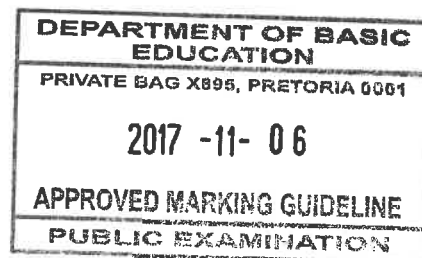 DEPARTMENT OF BASIC
EDUCATION
PRIVATE BAG X895, PRETORIA 0001
2017 -11- 06
APPROVED MARKING GUIDELINE
PUBLIC EXAMINATION